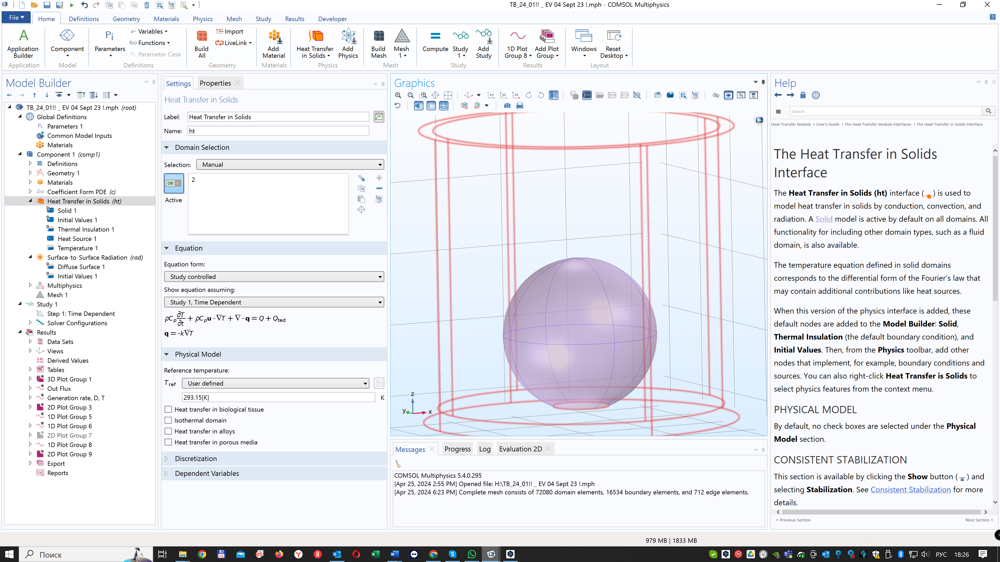 TB_24_01!! _ EV 04 Sept 23 !.mph - COMSOL Multiphysics
File
Home
Definitions
Geometry
Materials
Physics
Mesh
Study
Results
Developer
Application Builder
Component
Parameters
a= Variables
f(x) Functions
Pi Parameter Case
Build All
Import
LiveLink
Add Material
Heat Transfer in Solids
Add Physics
Build Mesh
Mesh 1
Compute
Study 1
Add Study
1D Plot Group 8
Add Plot Group
Windows
Reset Desktop
Application
Model
Definitions
Geometry
Materials
Physics
Mesh
Study
Results
Layout
Model Builder
TB_24_01!! _ EV 04 Sept 23 !.mph (root)
Global Definitions
Pi Parameters 1
Common Model Inputs
Materials
Component 1 (comp1)
Definitions
Geometry 1
Materials
Δu Coefficient Form PDE (c)
Heat Transfer in Solids (ht)
Solid 1
Initial Values 1
Thermal Insulation 1
Heat Source 1
Temperature 1
Surface-to-Surface Radiation (rad)
Diffuse Surface 1
Initial Values 1
Multiphysics
Mesh 1
Study 1
Step 1: Time Dependent
Solver Configurations
Results
Data Sets
Views
8.85 e-12 Derived Values
Tables
3D Plot Group 1
Out Flux
Generation rate, D, T
2D Plot Group 3
1D Plot Group 5
1D Plot Group 6
2D Plot Group 7
1D Plot Group 8
2D Plot Group 9
Export
Reports
Settings
Properties
Heat Transfer in Solids
Label: Heat Transfer in Solids
Name: ht
Domain Selection
Selection: Manual
ON
Active
2
Equation
Equation form:
Study controlled
Show equation assuming:
Study 1, Time Dependent
ρCp ∂T/∂t + ρCp u · ∇T + ∇ · q = Q + Qted
q = -k∇T
Physical Model
Reference temperature:
Tref User defined
293.15[K] K
Heat transfer in biological tissue
Isothermal domain
Heat transfer in alloys
Heat transfer in porous media
Discretization
Dependent Variables
Graphics
xy yz xz
z
y
x
Messages
Progress
Log
Evaluation 2D
COMSOL Multiphysics 5.4.0.295
[Apr 25, 2024 2:55 PM] Opened file: H:\TB_24_01!! _ EV 04 Sept 23 !.mph
[Apr 25, 2024 6:23 PM] Complete mesh consists of 72080 domain elements, 16534 boundary elements, and 712 edge elements.
Help
Search
Heat Transfer Module > User's Guide > The Heat Transfer Module Interfaces > The Heat Transfer in Solids Interface
The Heat Transfer in Solids
Interface
The Heat Transfer in Solids (ht) interface ( ) is used to
model heat transfer in solids by conduction, convection, and
radiation. A Solid model is active by default on all domains. All
functionality for including other domain types, such as a fluid
domain, is also available.
The temperature equation defined in solid domains
corresponds to the differential form of the Fourier’s law that
may contain additional contributions like heat sources.
When this version of the physics interface is added, these
default nodes are added to the Model Builder: Solid,
Thermal Insulation (the default boundary condition), and
Initial Values. Then, from the Physics toolbar, add other
nodes that implement, for example, boundary conditions and
sources. You can also right-click Heat Transfer is Solids to
select physics features from the context menu.
PHYSICAL MODEL
By default, no check boxes are selected under the Physical
Model section.
CONSISTENT STABILIZATION
This section is available by clicking the Show button ( ) and
selecting Stabilization. See Consistent Stabilization for more
details.
Previous Section
Next Section
979 MB | 1833 MB
Поиск
РУС
18:26